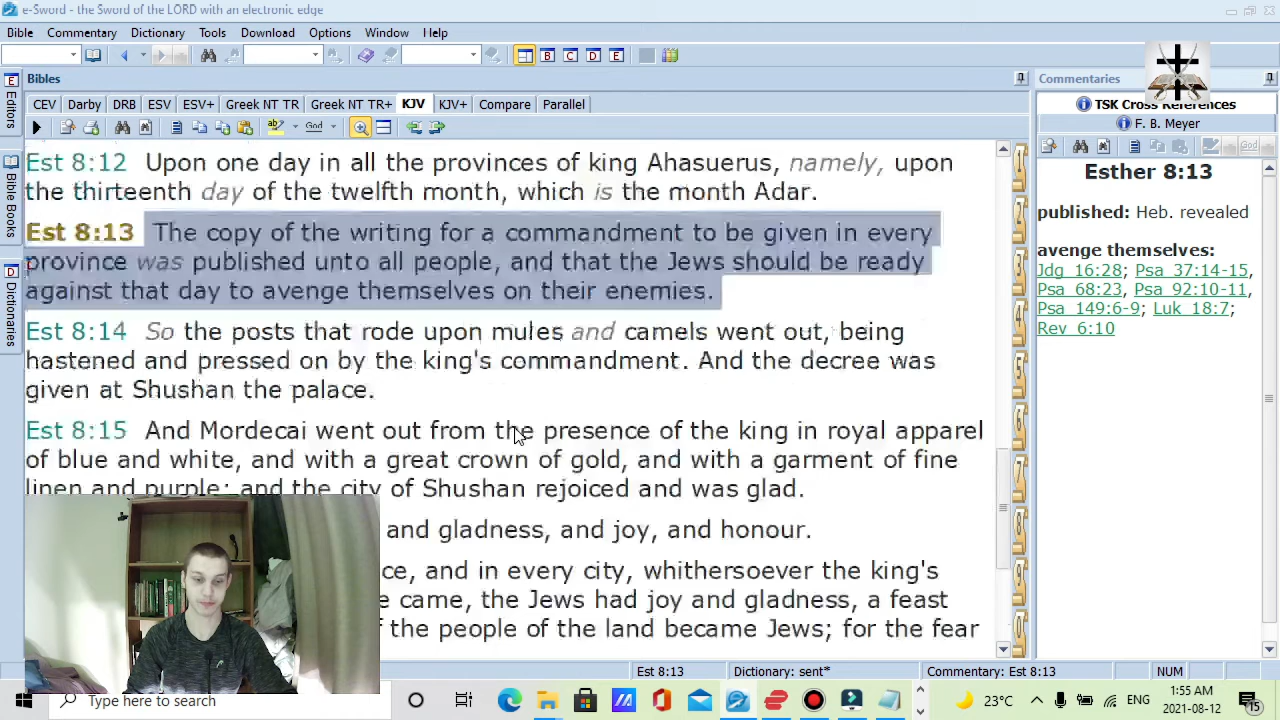 e-Sword - the Sword of the LORD with an electronic edge
Bible Commentary Dictionary Tools Download Options Window Help
B C D E
Bibles
Commentaries
CEV Darby DRB ESV ESV+ Greek NT TR Greek NT TR+ KJV KJV+ Compare Parallel
TSK Cross References
F. B. Meyer
God
Editors
Bible Books
Dictionaries
Est 8:12 Upon one day in all the provinces of king Ahasuerus, namely, upon
the thirteenth day of the twelfth month, which is the month Adar.
Est 8:13 The copy of the writing for a commandment to be given in every
province was published unto all people, and that the Jews should be ready
against that day to avenge themselves on their enemies.
Est 8:14 So the posts that rode upon mules and camels went out, being
hastened and pressed on by the king's commandment. And the decree was
given at Shushan the palace.
Est 8:15 And Mordecai went out from the presence of the king in royal apparel
of blue and white, and with a great crown of gold, and with a garment of fine
linen and purple: and the city of Shushan rejoiced and was glad.
and gladness, and joy, and honour.
ce, and in every city, whithersoever the king's
e came, the Jews had joy and gladness, a feast
f the people of the land became Jews; for the fear
Esther 8:13
published: Heb. revealed
avenge themselves:
Jdg 16:28; Psa 37:14-15,
Psa 68:23, Psa 92:10-11,
Psa 149:6-9; Luk 18:7;
Rev 6:10
Est 8:13 Dictionary: sent* Commentary: Est 8:13 NUM
Type here to search
23°C ENG 1:55 AM
2021-08-12
15